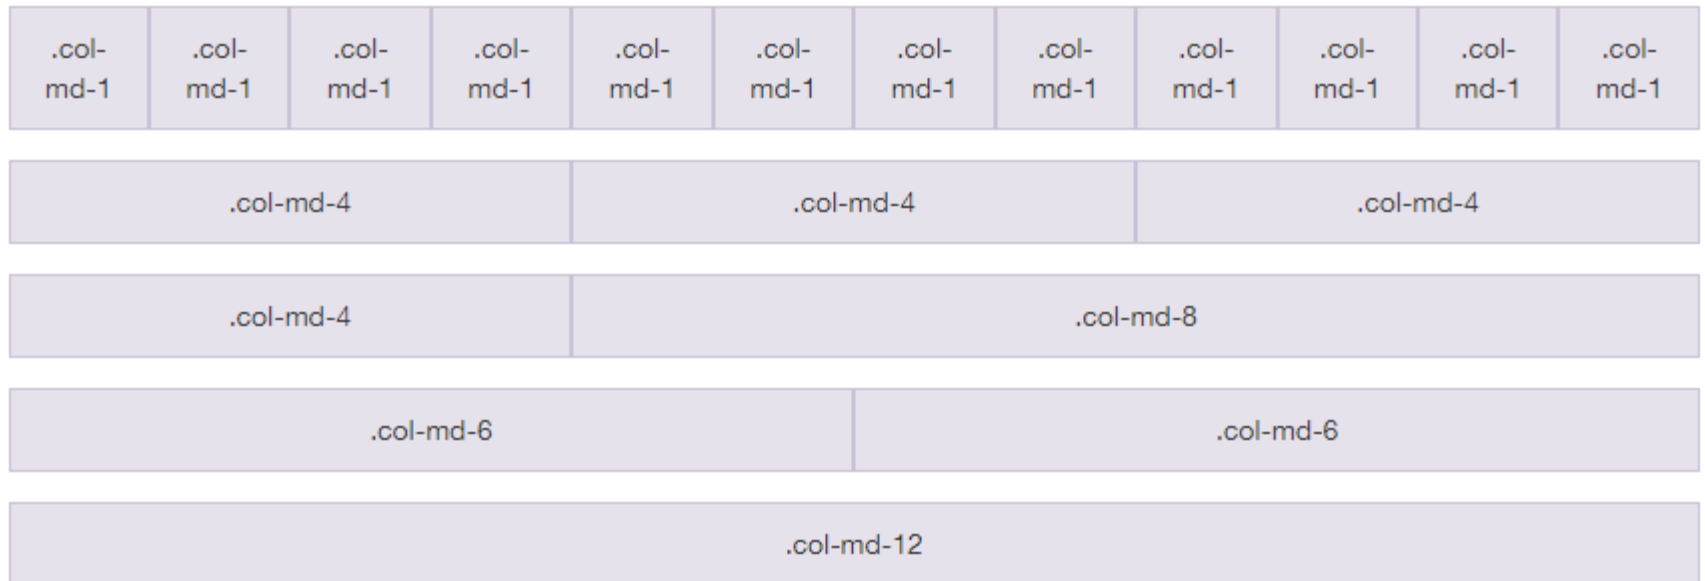 .col- .col- .col- .col- .col- .col- .col- .col- .col- .col- .col- .col-
md-1 md-1 md-1 md-1 md-1 md-1 md-1 md-1 md-1 md-1 md-1 md-1
.col-md-4 .col-md-4 .col-md-4
.col-md-4 .col-md-8
.col-md-6 .col-md-6
.col-md-12